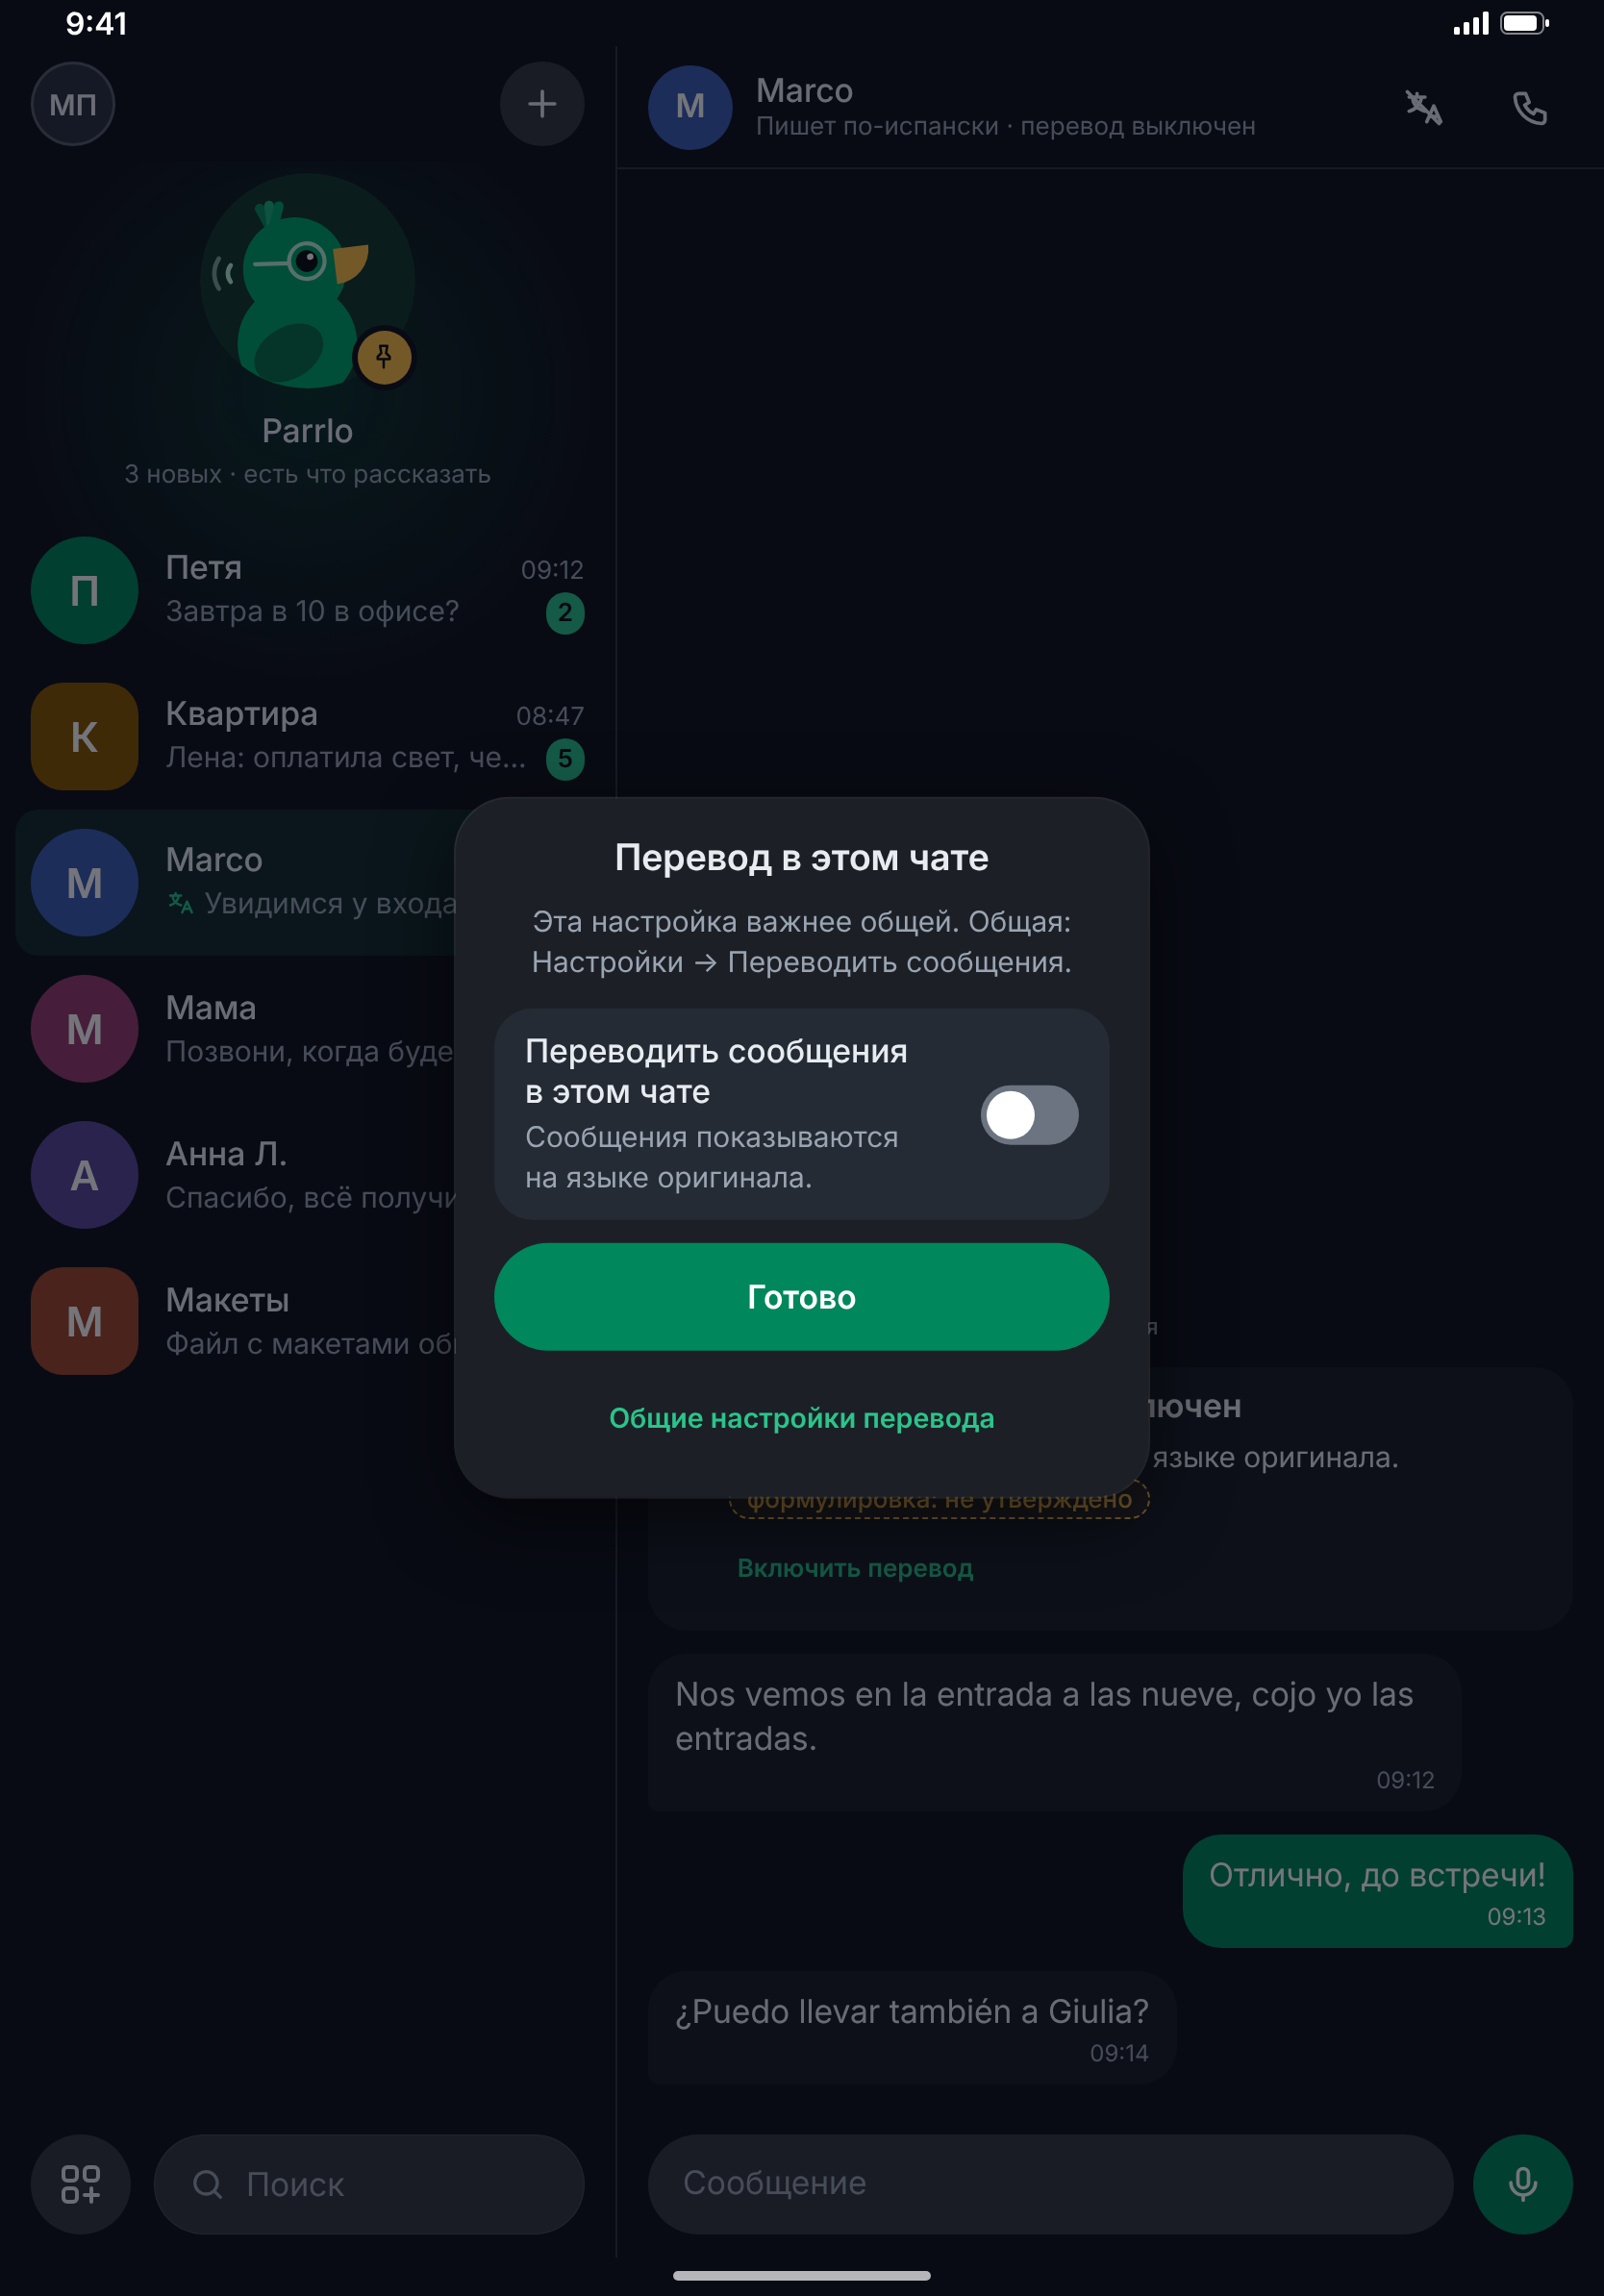 9:41
МП
Parrlo
3 новых · есть что рассказать
П
Петя
09:12
Завтра в 10 в офисе?
2
К
Квартира
08:47
Лена: оплатила свет, че...
5
М
Marco
Увидимся у входа
М
Мама
Позвони, когда
А
Анна Л.
Спасибо, всё
М
Макеты
Файл с макетами
Поиск
M
Marco
Пишет по-испански · перевод выключен
Перевод в этом чате
Эта настройка важнее общей. Общая:
Настройки → Переводить сообщения.
Переводить сообщения
в этом чате
Сообщения показываются
на языке оригинала.
Готово
Общие настройки перевода
языке оригинала.
формулировка: не утверждено
Включить перевод
Nos vemos en la entrada a las nueve, cojo yo las
entradas.
09:12
Отлично, до встречи!
09:13
¿Puedo llevar también a Giulia?
09:14
Сообщение